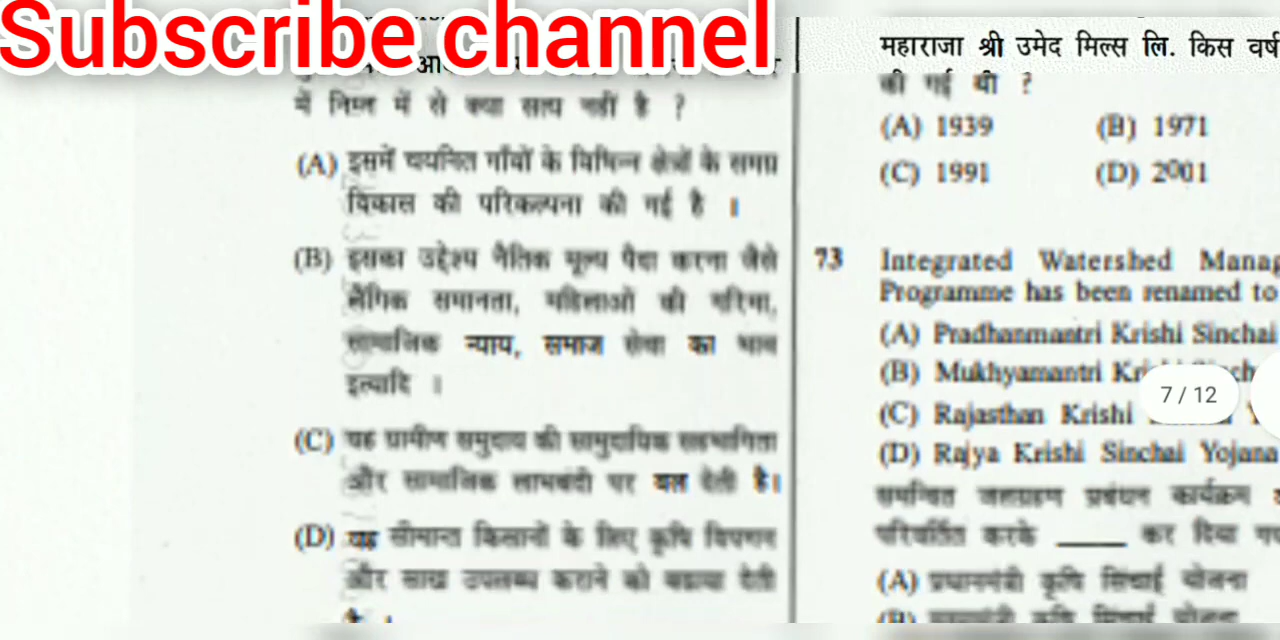 Subscribe channel
में निम्न में से क्या सत्य नहीं है ?
(A) इसमें चयनित गाँवों के विभिन्न क्षेत्रों के समग्र
विकास की परिकल्पना की गई है ।
(B) इसका उद्देश्य नैतिक मूल्य पैदा करना जैसे
लैंगिक समानता, महिलाओं की गरिमा,
सामाजिक न्याय, समाज सेवा का भाव
इत्यादि ।
(C) यह ग्रामीण समुदाय की सामुदायिक सहभागिता
और सामाजिक लामबंदी पर बल देती है।
(D) यह सीमान्त किसानों के लिए कृषि विपणन
और साख उपलब्ध कराने को बढ़ावा देती
है ।
महाराजा श्री उमेद मिल्स लि. किस वर्ष
की गई थी ?
(A) 1939 (B) 1971
(C) 1991 (D) 2001
73 Integrated Watershed Manag
Programme has been renamed to
(A) Pradhanmantri Krishi Sinchai
(B) Mukhyamantri
(C) Rajasthan Krishi
(D) Rajya Krishi Sinchai Yojana
समन्वित जलग्रहण प्रबंधन कार्यक्रम
परिवर्तित करके ______ कर दिया
(A) प्रधानमंत्री कृषि सिंचाई योजना
7 / 12